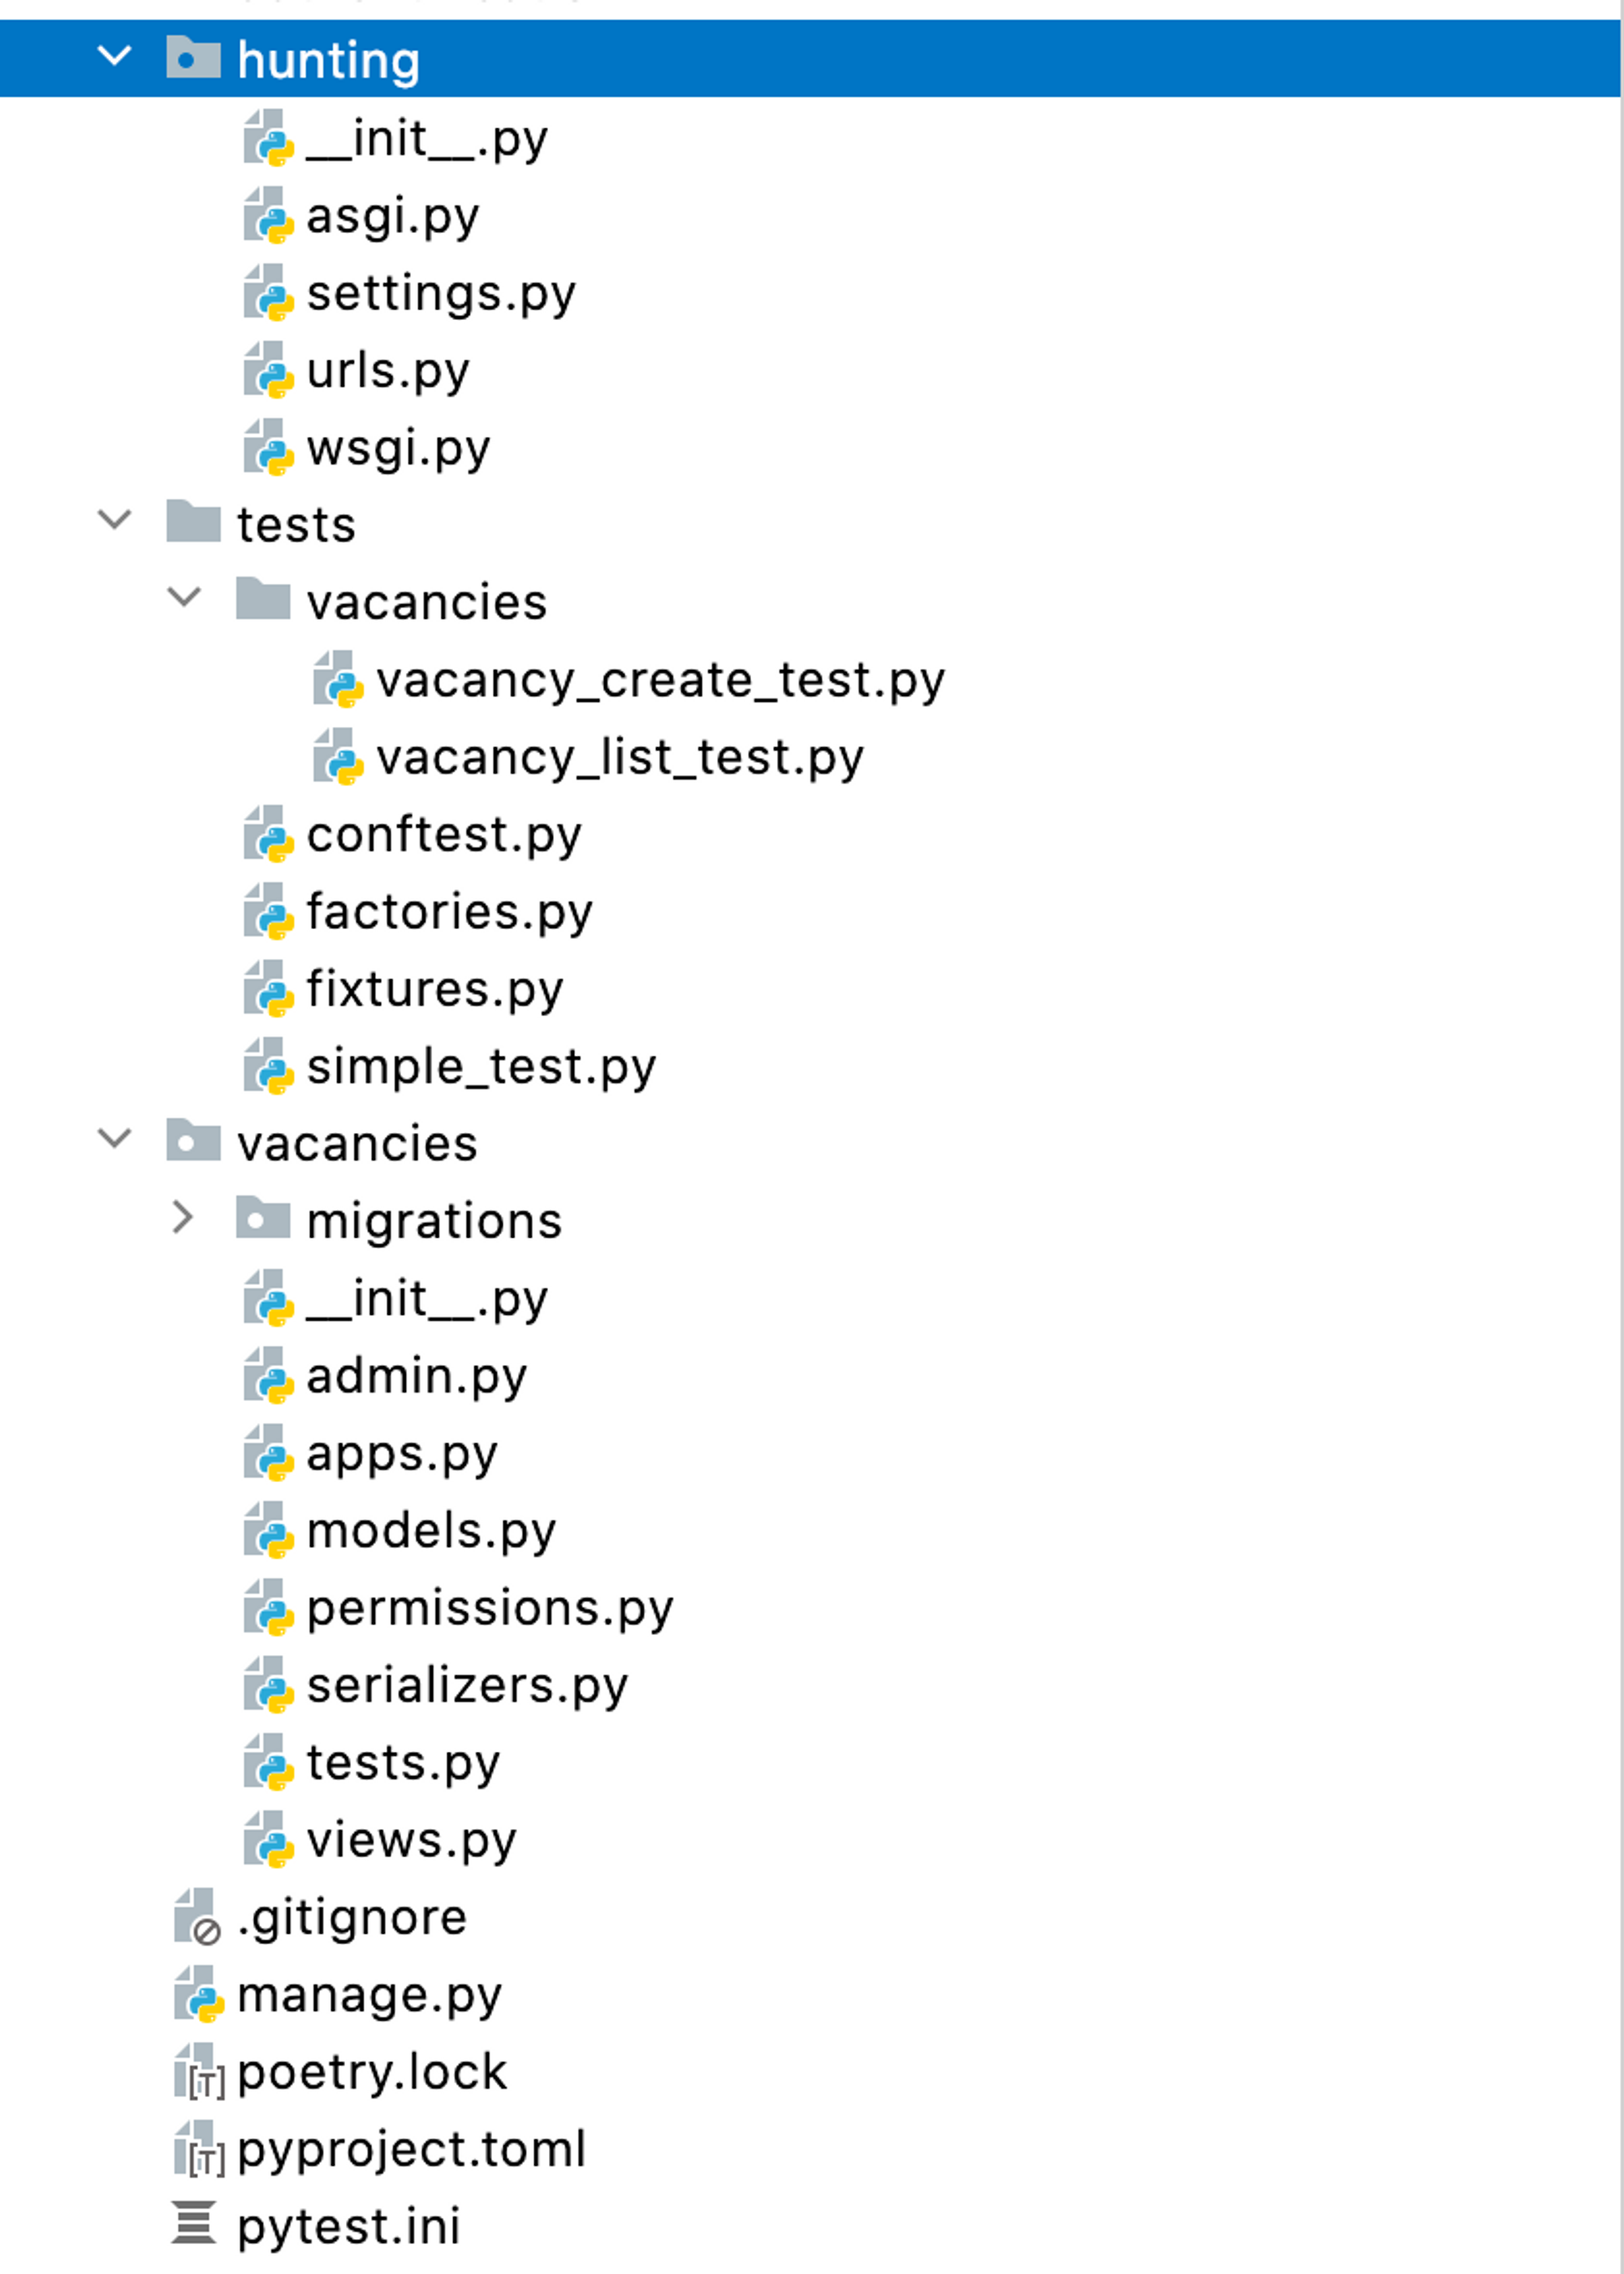 hunting
__init__.py
asgi.py
settings.py
urls.py
wsgi.py
tests
vacancies
vacancy_create_test.py
vacancy_list_test.py
conftest.py
factories.py
fixtures.py
simple_test.py
vacancies
migrations
__init__.py
admin.py
apps.py
models.py
permissions.py
serializers.py
tests.py
views.py
.gitignore
manage.py
poetry.lock
pyproject.toml
pytest.ini